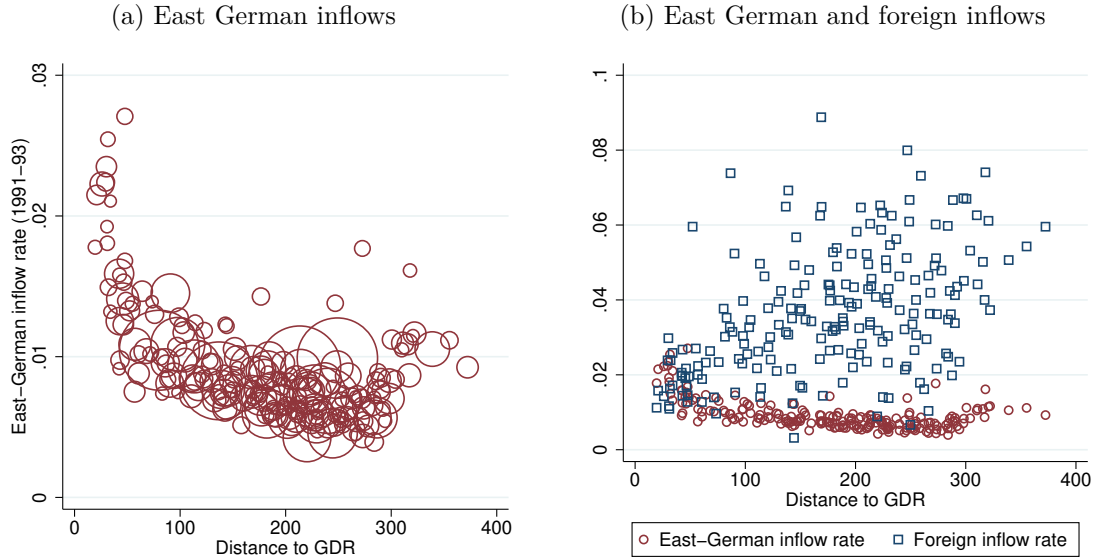 (a) East German inflows
(b) East German and foreign inflows
East−German inflow rate (1991−93)
.03
.02
.01
0
0 100 200 300 400
Distance to GDR
.1
.08
.06
.04
.02
0
0 100 200 300 400
Distance to GDR
East−German inflow rate
Foreign inflow rate